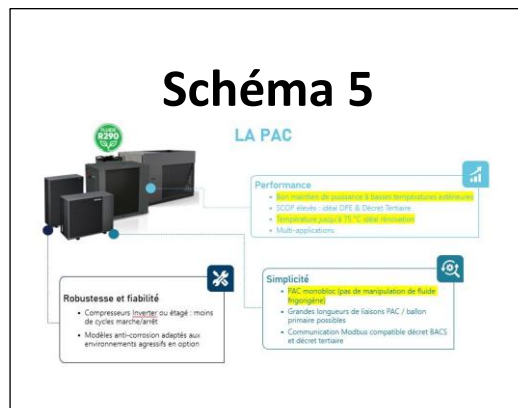 Schéma 5
FLUIDE
R290
LA PAC
Performance
• Bon maintien de puissance à basses températures extérieures
• SCOP élevés : idéal DPE & Décret Tertiaire
• Température jusqu'à 75 °C idéal rénovation
• Multi-applications
Robustesse et fiabilité
• Compresseurs Inverter ou étagé : moins
de cycles marche/arrêt
• Modèles anti-corrosion adaptés aux
environnements agressifs en option
Simplicité
• PAC monobloc (pas de manipulation de fluide
frigorigène)
• Grandes longueurs de liaisons PAC / ballon
primaire possibles
• Communication Modbus compatible décret BACS
et décret tertiaire